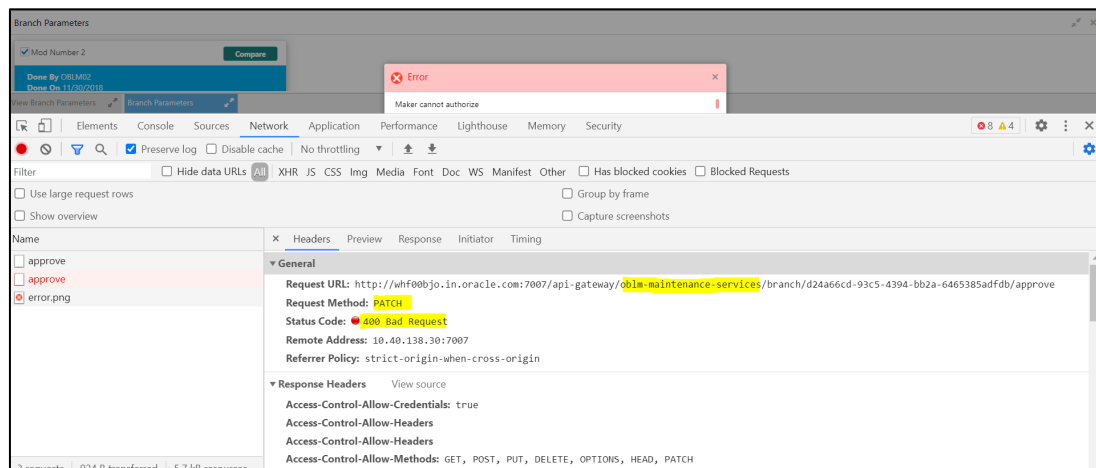 Branch Parameters
Mod Number 2
Compare
Done By OBLM02
Done On 11/30/2018
View Branch Parameters
Branch Parameters
Error
Maker cannot authorize
Elements Console Sources Network Application Performance Lighthouse Memory Security 8 4
Preserve log Disable cache No throttling
Filter Hide data URLs All XHR JS CSS Img Media Font Doc WS Manifest Other Has blocked cookies Blocked Requests
Use large request rows Group by frame
Show overview Capture screenshots
Name Headers Preview Response Initiator Timing
approve
approve
error.png
General
Request URL: http://whf00bjo.in.oracle.com:7007/api-gateway/oblm-maintenance-services/branch/d24a66cd-93c5-4394-bb2a-6465385adfdb/approve
Request Method: PATCH
Status Code: 400 Bad Request
Remote Address: 10.40.138.30:7007
Referrer Policy: strict-origin-when-cross-origin
Response Headers View source
Access-Control-Allow-Credentials: true
Access-Control-Allow-Headers
Access-Control-Allow-Headers
Access-Control-Allow-Methods: GET, POST, PUT, DELETE, OPTIONS, HEAD, PATCH